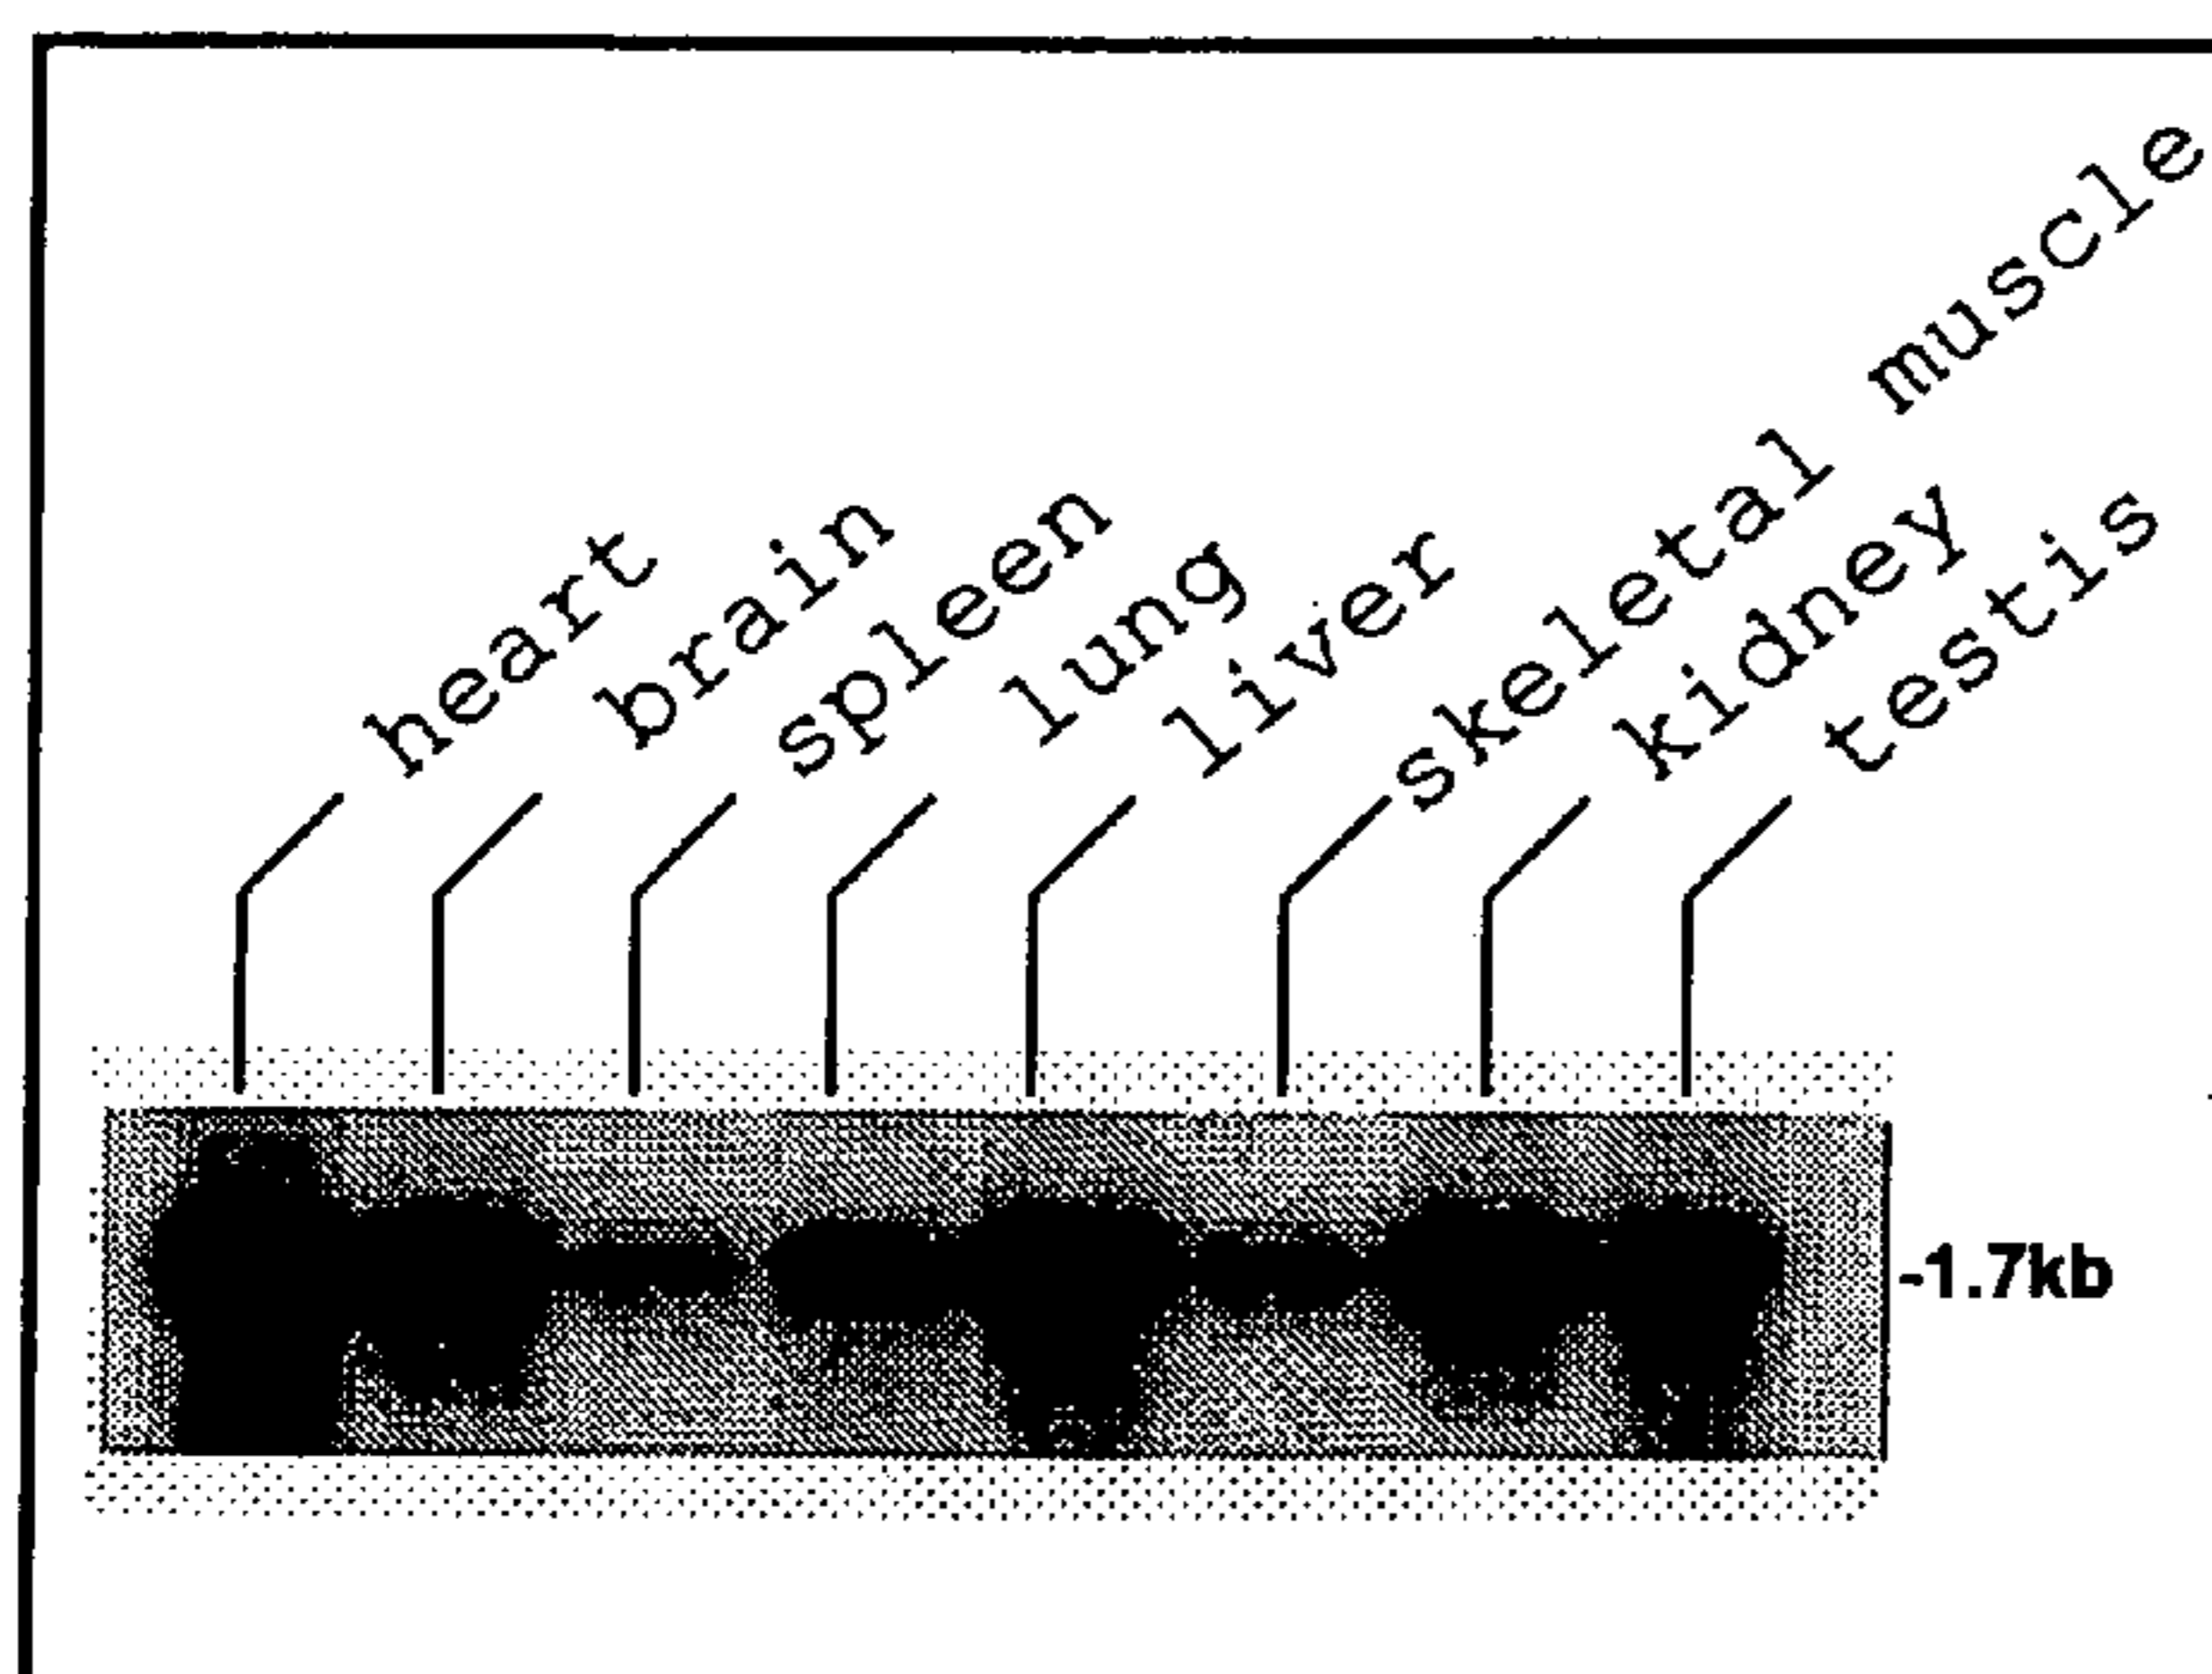 heart
brain
spleen
lung
liver
skeletal muscle
kidney
testis
-1.7kb